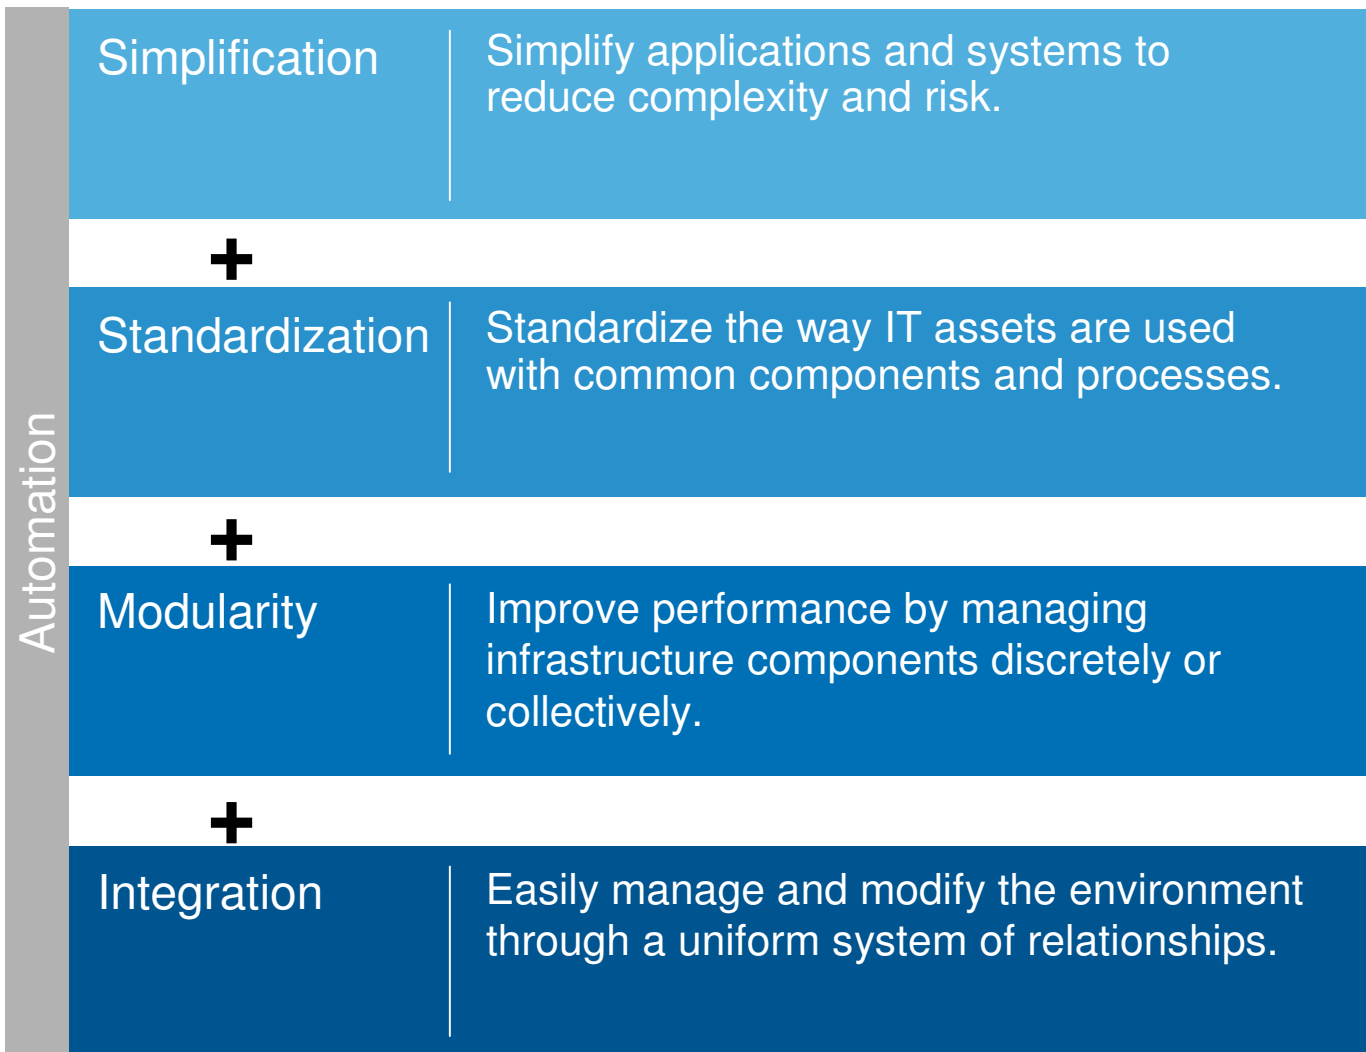 Automation
Simplification
Simplify applications and systems to
reduce complexity and risk.
+
Standardization
Standardize the way IT assets are used
with common components and processes.
+
Modularity
Improve performance by managing
infrastructure components discretely or
collectively.
+
Integration
Easily manage and modify the environment
through a uniform system of relationships.